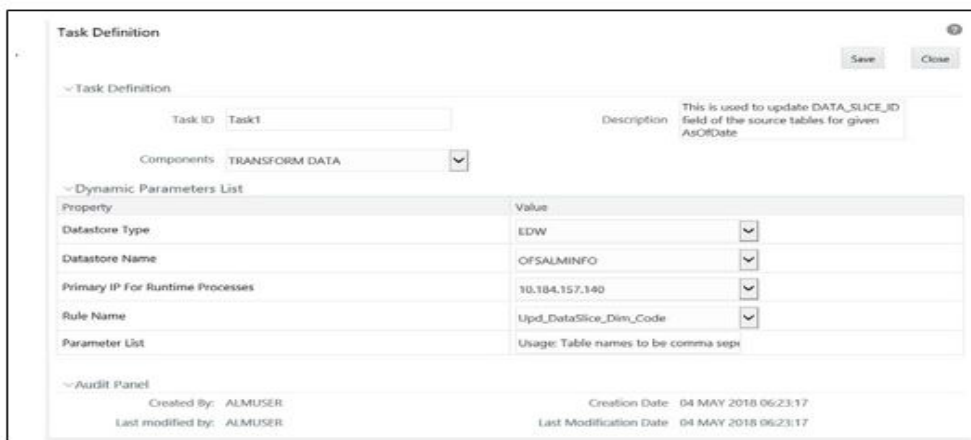 Task Definition
Save Close
Task Definition
Task ID Task1
Description This is used to update DATA_SLICE_ID
field of the source tables for given
AsOfDate
Components TRANSFORM DATA
Dynamic Parameters List
Property Value
Datastore Type EDW
Datastore Name OFSALMINFO
Primary IP For Runtime Processes 10.184.157.140
Rule Name Upd_DataSlice_Dim_Code
Parameter List Usage: Table names to be comma sepe
Audit Panel
Created By: ALMUSER Creation Date 04 MAY 2018 06:23:17
Last modified by: ALMUSER Last Modification Date 04 MAY 2018 06:23:17